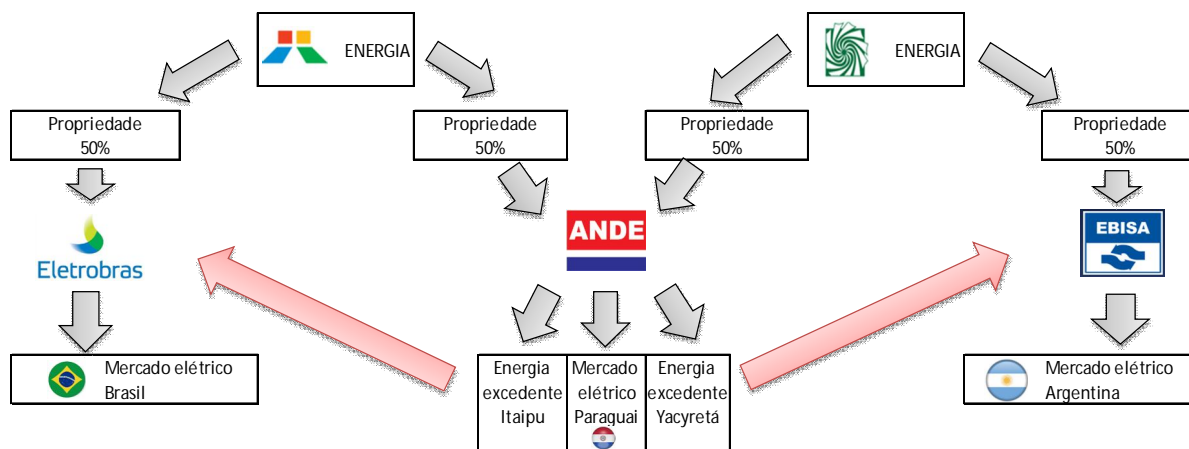 ENERGIA
ENERGIA
Propriedade
50%
Propriedade
50%
Propriedade
50%
Propriedade
50%
Eletrobras
ANDE
EBISA
Mercado elétrico
Brasil
Energia
excedente
Itaipu
Mercado
elétrico
Paraguai
Energia
excedente
Yacyretá
Mercado elétrico
Argentina